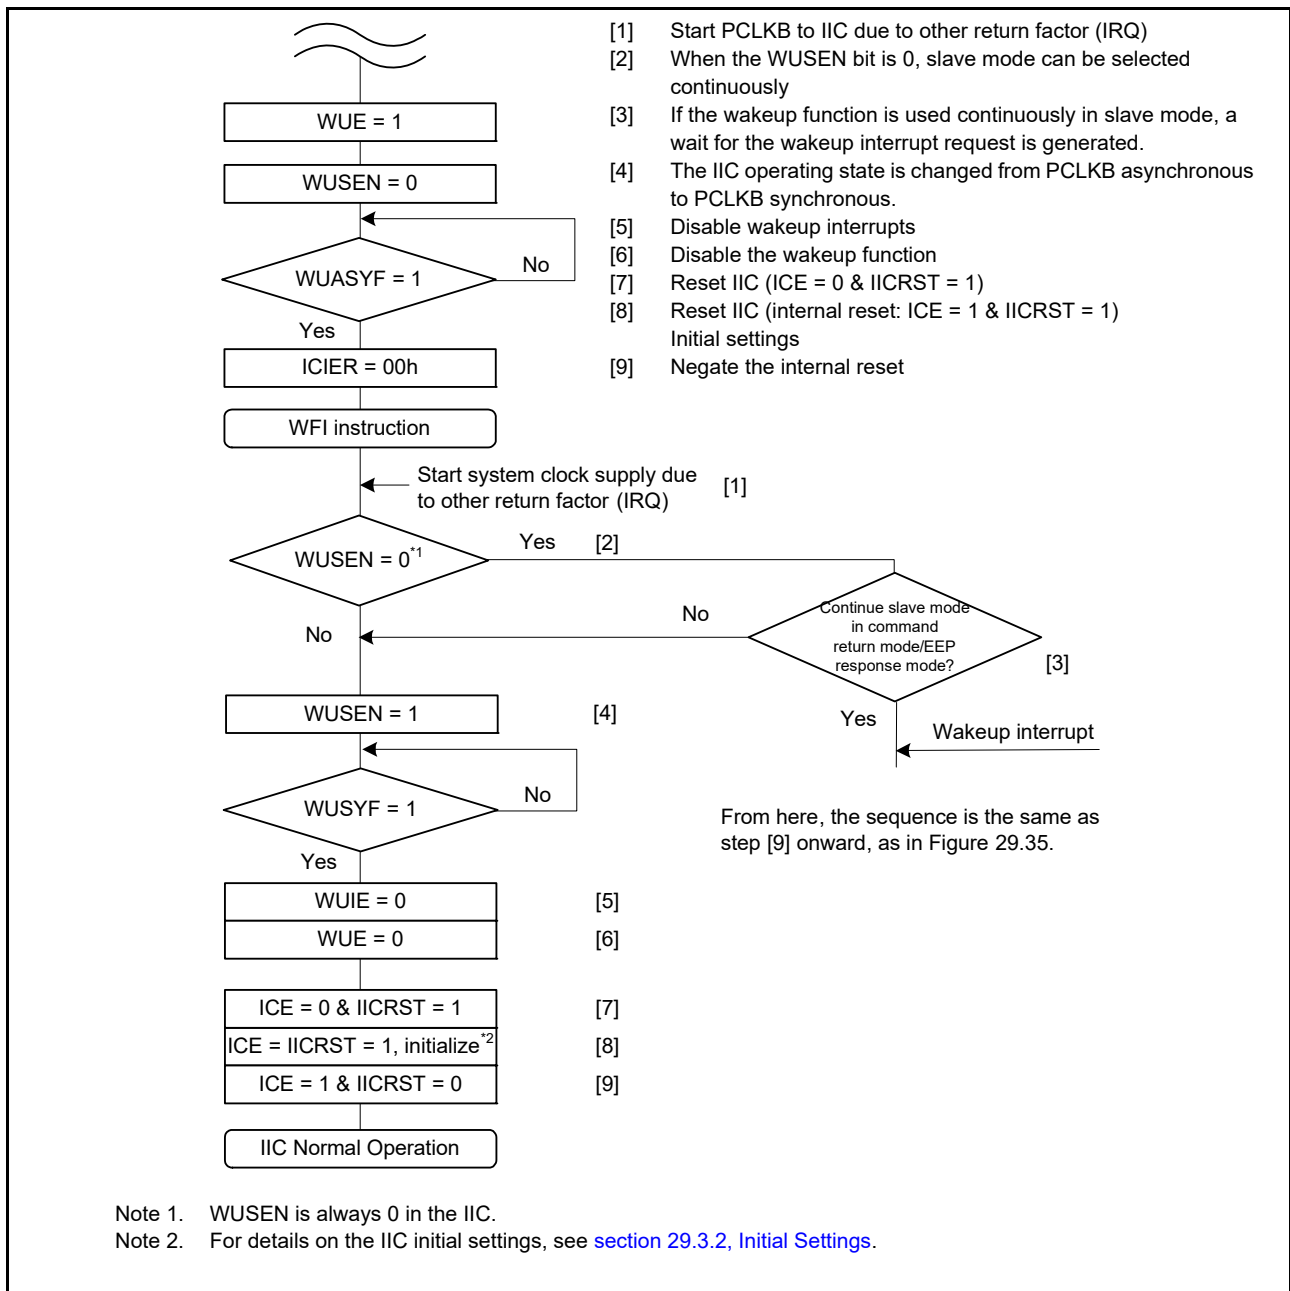 [1] Start PCLKB to IIC due to other return factor (IRQ)
[2] When the WUSEN bit is 0, slave mode can be selected
continuously
[3] If the wakeup function is used continuously in slave mode, a
wait for the wakeup interrupt request is generated.
[4] The IIC operating state is changed from PCLKB asynchronous
to PCLKB synchronous.
[5] Disable wakeup interrupts
[6] Disable the wakeup function
[7] Reset IIC (ICE = 0 & IICRST = 1)
[8] Reset IIC (internal reset: ICE = 1 & IICRST = 1)
Initial settings
[9] Negate the internal reset
WUE = 1
WUSEN = 0
WUASYF = 1
No
Yes
ICIER = 00h
WFI instruction
Start system clock supply due
to other return factor (IRQ)
[1]
WUSEN = 0*1
Yes [2]
No
Continue slave mode
in command
return mode/EEP
response mode?
[3]
No
Yes
Wakeup interrupt
From here, the sequence is the same as
step [9] onward, as in Figure 29.35.
WUSEN = 1 [4]
WUSYF = 1
No
Yes
WUIE = 0 [5]
WUE = 0 [6]
ICE = 0 & IICRST = 1 [7]
ICE = IICRST = 1, initialize*2 [8]
ICE = 1 & IICRST = 0 [9]
IIC Normal Operation
Note 1. WUSEN is always 0 in the IIC.
Note 2. For details on the IIC initial settings, see section 29.3.2, Initial Settings.